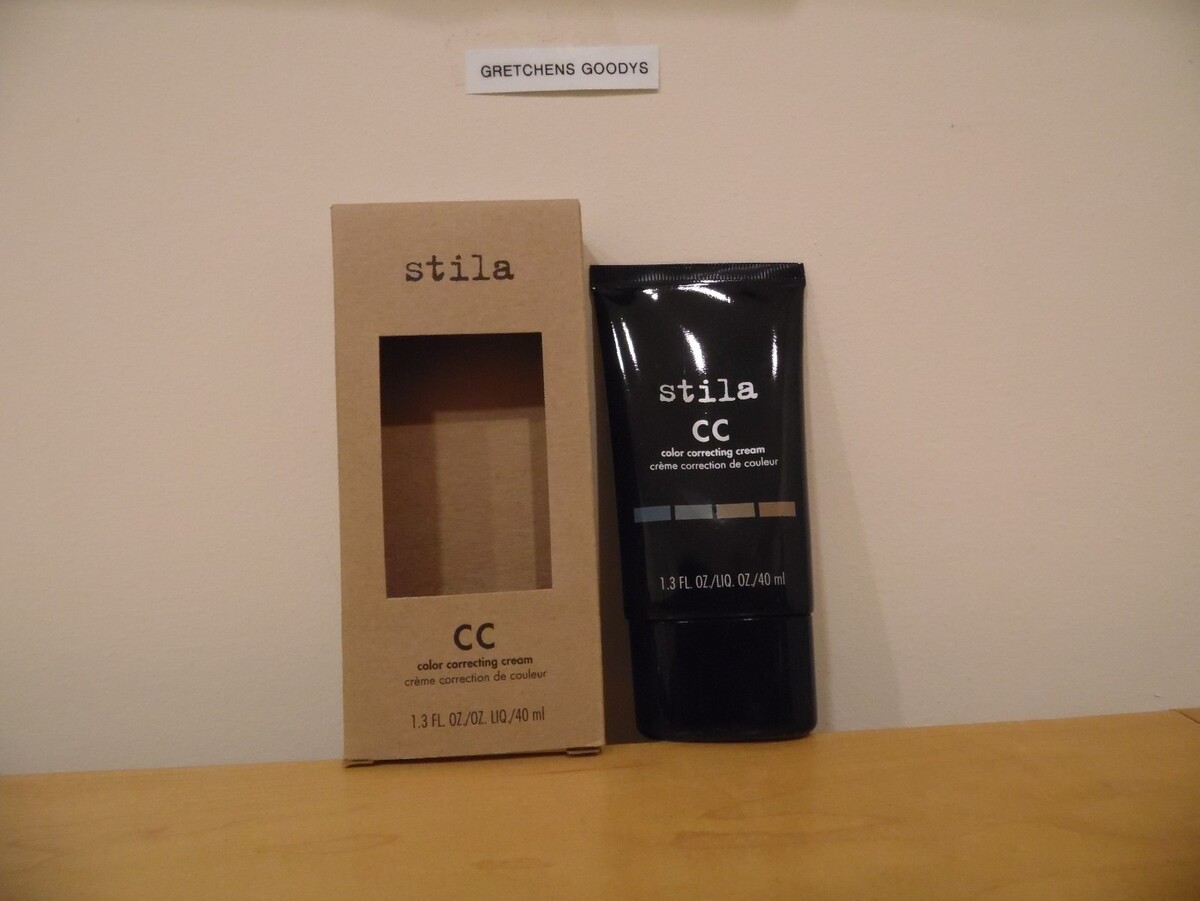 GRETCHENS GOODYS
stila
CC
color correcting cream
crème correction de couleur
1.3 FL. OZ./OZ. LIQ./40 ml
stila
CC
color correcting cream
crème correction de couleur
1.3 FL. OZ./LIQ. OZ./40 ml